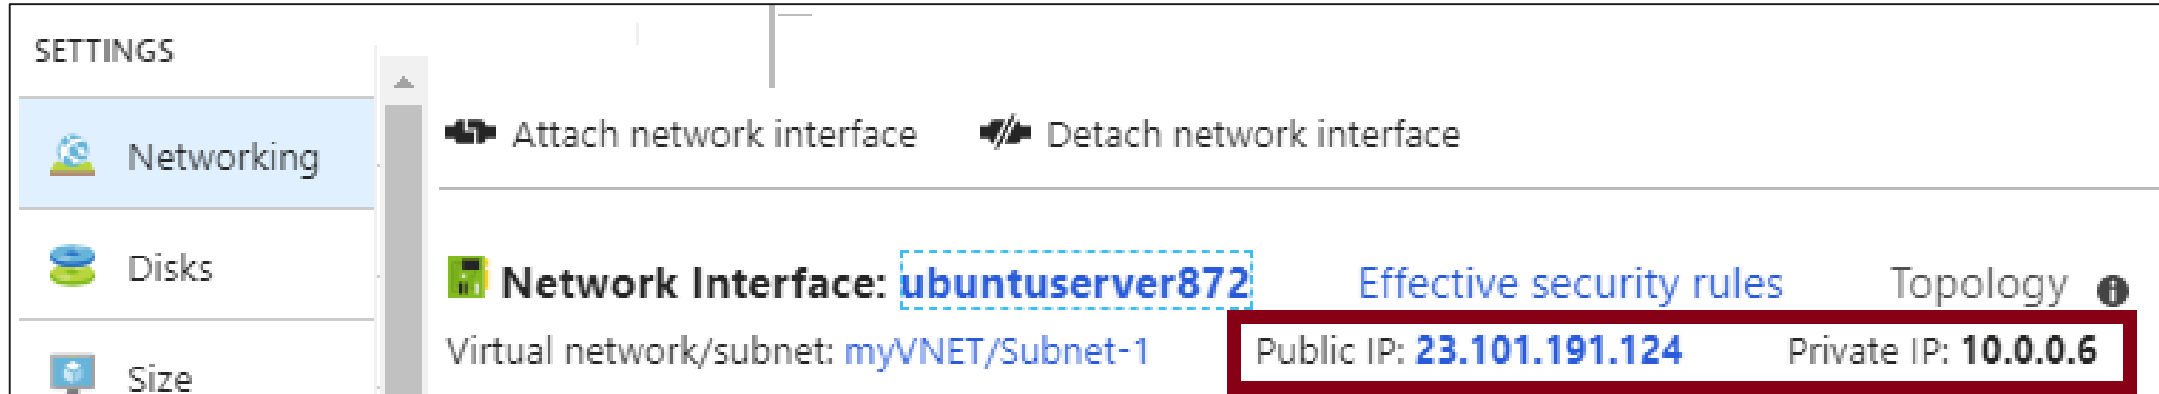 SETTINGS
Networking
Disks
Size
Attach network interface Detach network interface
Network Interface: ubuntuserver872 Effective security rules Topology
Virtual network/subnet: myVNET/Subnet-1 Public IP: 23.101.191.124 Private IP: 10.0.0.6